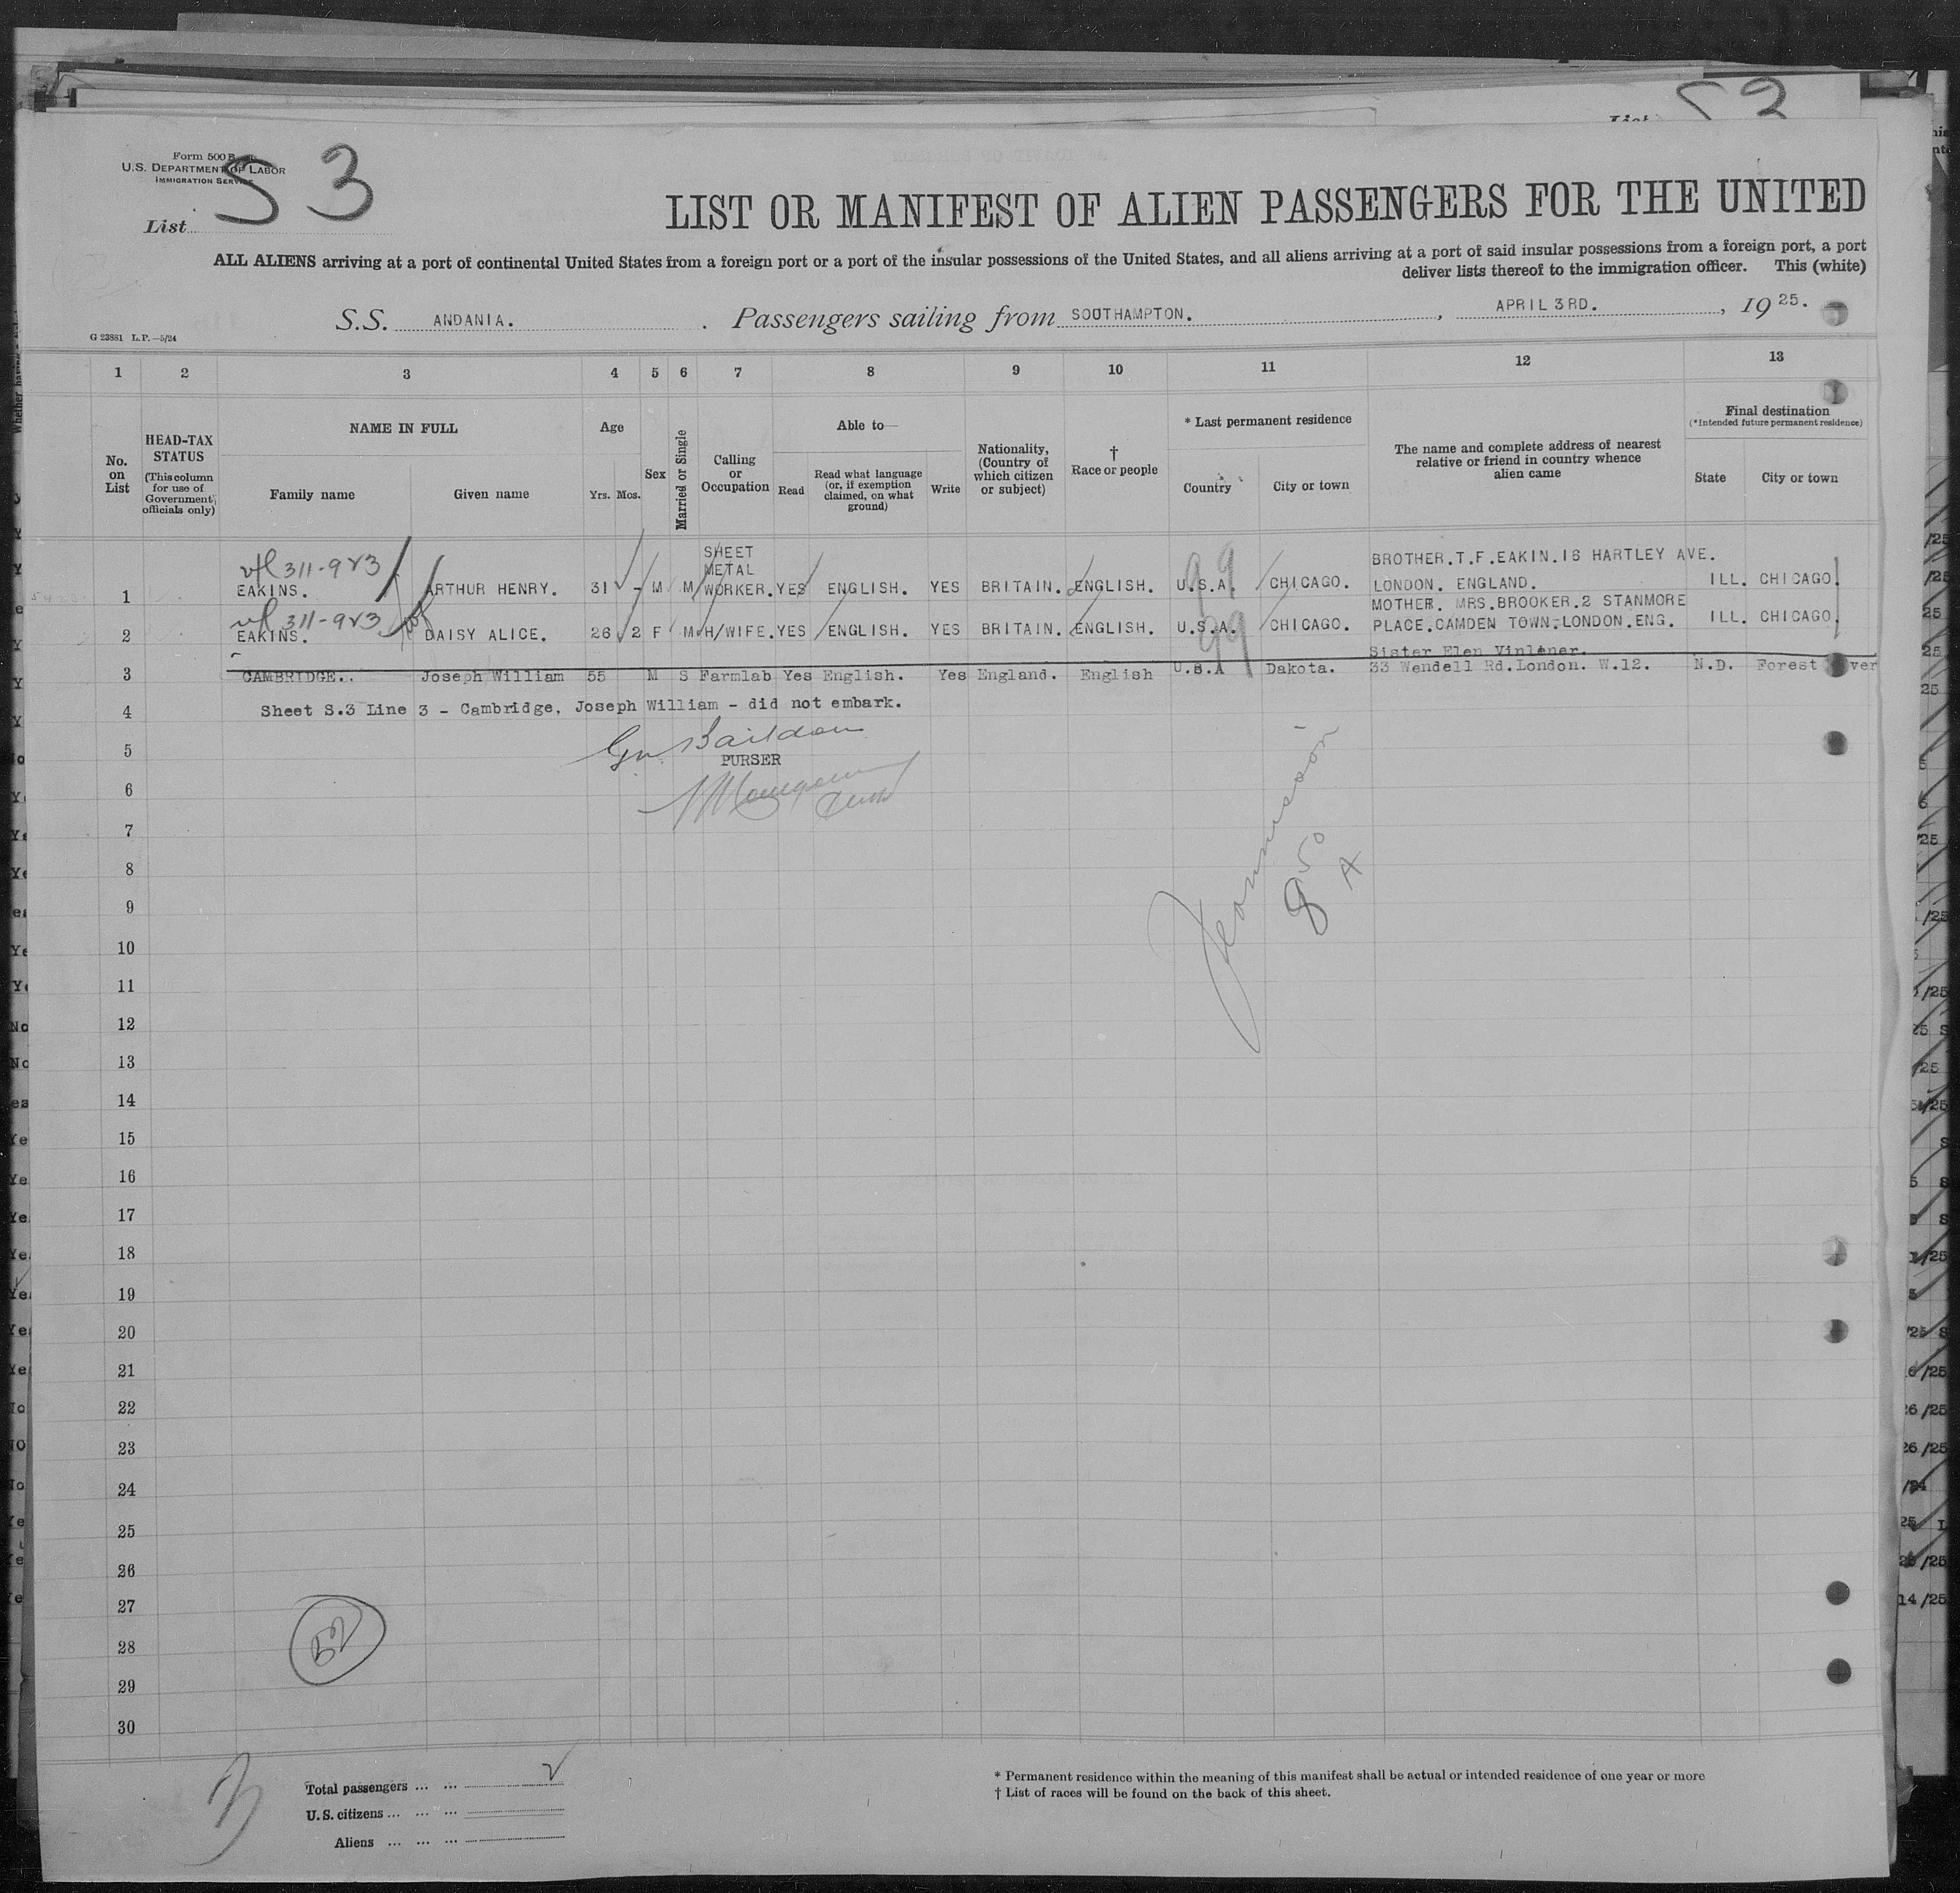 Form 500 B
U.S. DEPARTMENT OF LABOR
IMMIGRATION SERVICE
List S 3
LIST OR MANIFEST OF ALIEN PASSENGERS FOR THE UNITED
ALL ALIENS arriving at a port of continental United States from a foreign port or a port of the insular possessions of the United States, and all aliens arriving at a port of said insular possessions from a foreign port, a port
deliver lists thereof to the immigration officer. This (white)
S.S. ANDANIA. Passengers sailing from SOUTHAMPTON. , APRIL 3RD. , 19 25.
G 23881 L.P.—5/24
1 2 3 4 5 6 7 8 9 10 11 12 13
No. on List
HEAD-TAX STATUS
(This column for use of Government officials only)
NAME IN FULL
Family name Given name
Age
Yrs. Mos.
Sex
Married or Single
Calling or Occupation
Able to—
Read
Read what language (or, if exemption claimed, on what ground)
Write
Nationality, (Country of which citizen or subject)
† Race or people
* Last permanent residence
Country City or town
The name and complete address of nearest relative or friend in country whence alien came
Final destination
(*Intended future permanent residence)
State City or town
311-923
1 EAKINS. ARTHUR HENRY. 31 - M M SHEET METAL WORKER. YES ENGLISH. YES BRITAIN. ENGLISH. U.S.A. CHICAGO. BROTHER.T.F.EAKIN.16 HARTLEY AVE. LONDON. ENGLAND. ILL. CHICAGO.
99
311-923
2 EAKINS. DAISY ALICE. 26 2 F M H/WIFE. YES ENGLISH. YES BRITAIN. ENGLISH. U.S.A. CHICAGO. MOTHER. MRS.BROOKER.2 STANMORE PLACE.CAMDEN TOWN.LONDON.ENG. ILL. CHICAGO.
99
3 CAMBRIDGE. Joseph William 55 M S Farmlab Yes English. Yes England. English U.S.A Dakota. Sister Elen 33 Wendell Rd.London. W.12. N.D. Forest
4 Sheet S.3 Line 3 - Cambridge, Joseph William - did not embark.
5
PURSER
6
7
8
9
10
11
12
13
14
15
16
17
18
19
20
21
22
23
24
25
26
27
28
29
30
Total passengers ... ...
U.S. citizens ... ... ...
Aliens ... ... ...
* Permanent residence within the meaning of this manifest shall be actual or intended residence of one year or more
† List of races will be found on the back of this sheet.